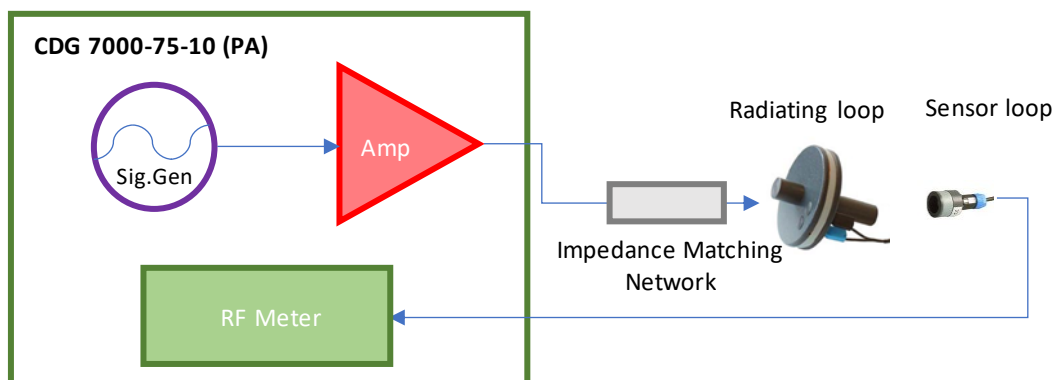 CDG 7000-75-10 (PA)
Sig.Gen
Amp
RF Meter
Impedance Matching
Network
Radiating loop
Sensor loop